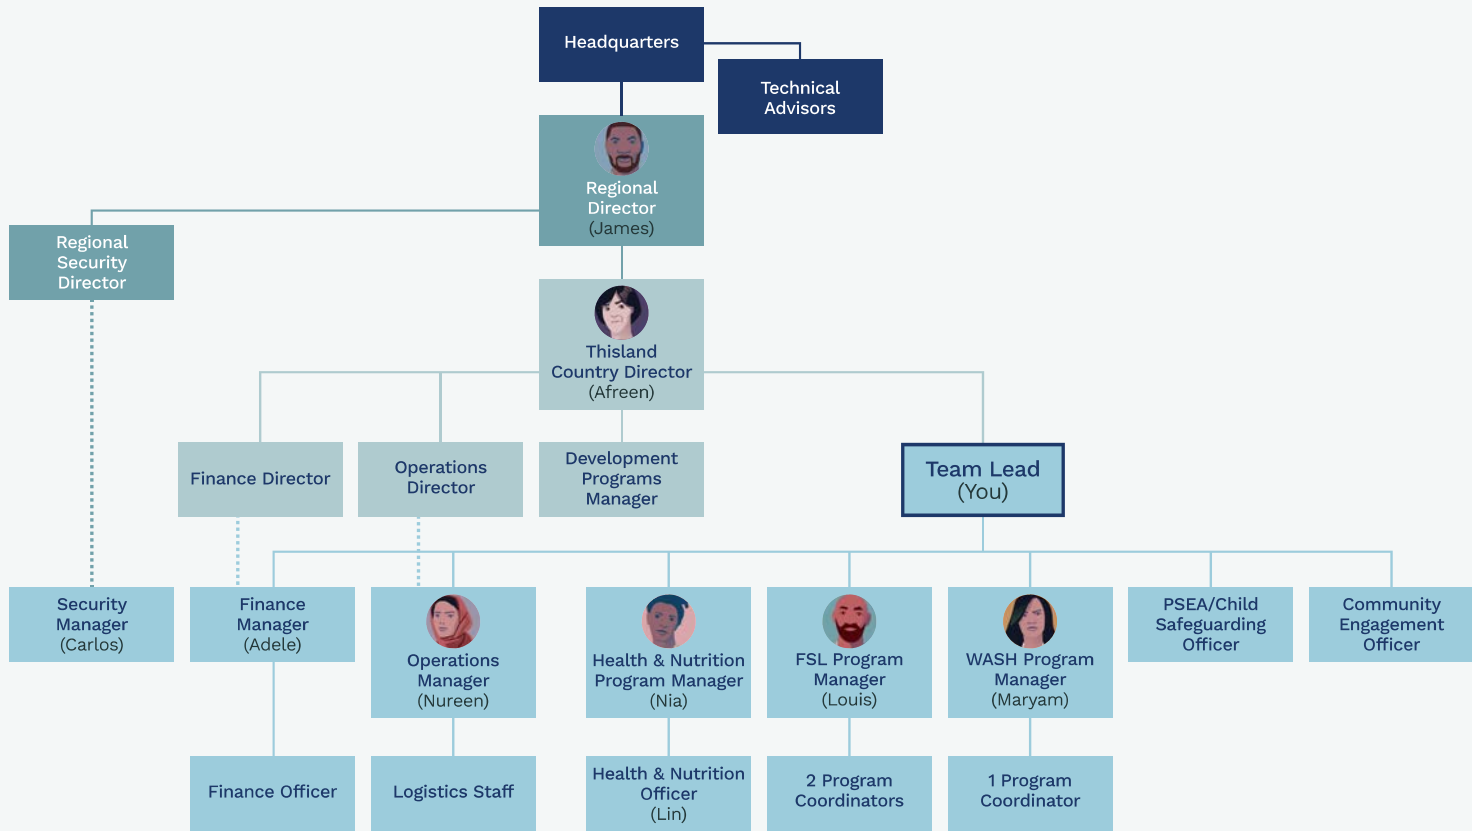 Headquarters
Technical
Advisors
Regional
Director
(James)
Regional
Security
Director
Thisland
Country Director
(Afreen)
Finance Director
Operations
Director
Development
Programs
Manager
Team Lead
(You)
Security
Manager
(Carlos)
Finance
Manager
(Adele)
Operations
Manager
(Nureen)
Health & Nutrition
Program Manager
(Nia)
FSL Program
Manager
(Louis)
WASH Program
Manager
(Maryam)
PSEA/Child
Safeguarding
Officer
Community
Engagement
Officer
Finance Officer
Logistics Staff
Health & Nutrition
Officer
(Lin)
2 Program
Coordinators
1 Program
Coordinator